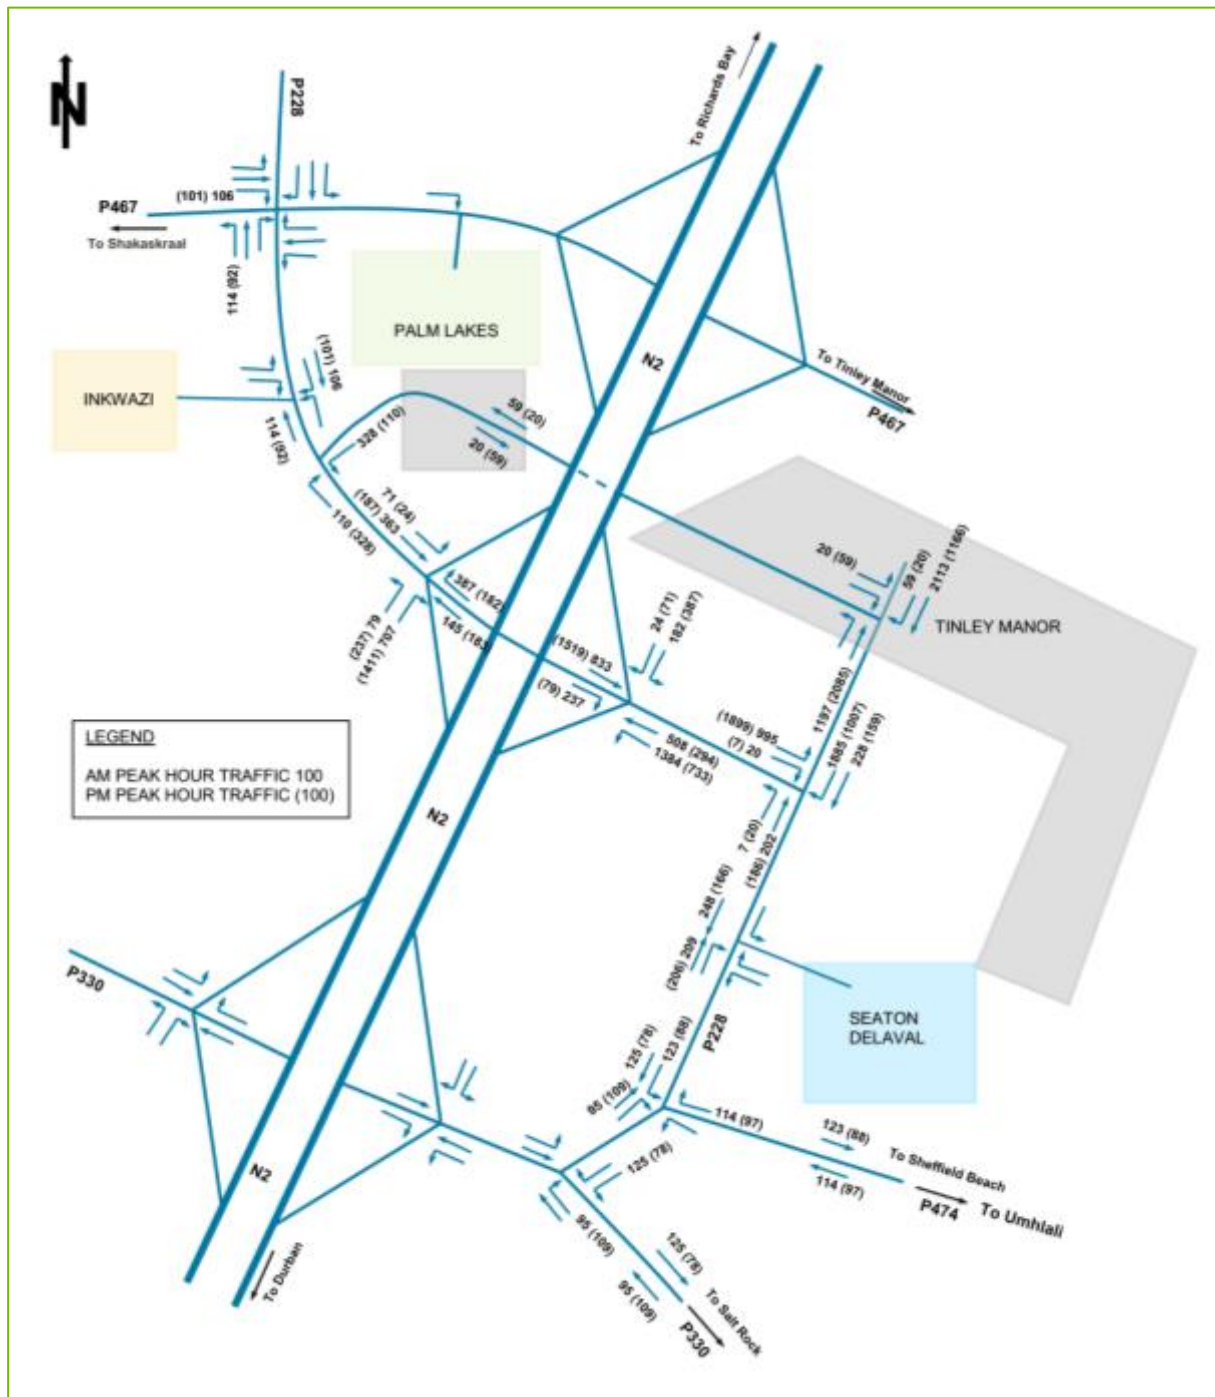 N
P228
To Richards Bay
(101) 106
P467
To Shakaskraal
114 (92)
PALM LAKES
N2
To Tinley Manor
P467
(101) 106
INKWAZI
114 (92)
328 (110)
59 (20)
20 (59)
71 (24)
(187) 363
110 (328)
20 (59)
59 (20)
2113 (1166)
TINLEY MANOR
387 (182)
145 (183
(237) 79
(1411) 707
24 (71)
182 (387)
(1519) 833
(79) 237
1197 (2085)
(1899) 995
(7) 20
1885 (1007)
228 (159)
508 (294)
1384 (733)
LEGEND
AM PEAK HOUR TRAFFIC 100
PM PEAK HOUR TRAFFIC (100)
N2
7 (20)
(186) 202
248 (166)
(206) 209
P330
SEATON
DELAVAL
P228
125 (78)
123 (88)
95 (109)
114 (97)
123 (88)
To Sheffield Beach
114 (97)
P474
To Umhlali
125 (78)
N2
95 (109)
125 (78)
To Durban
95 (109)
To Salt Rock
P330